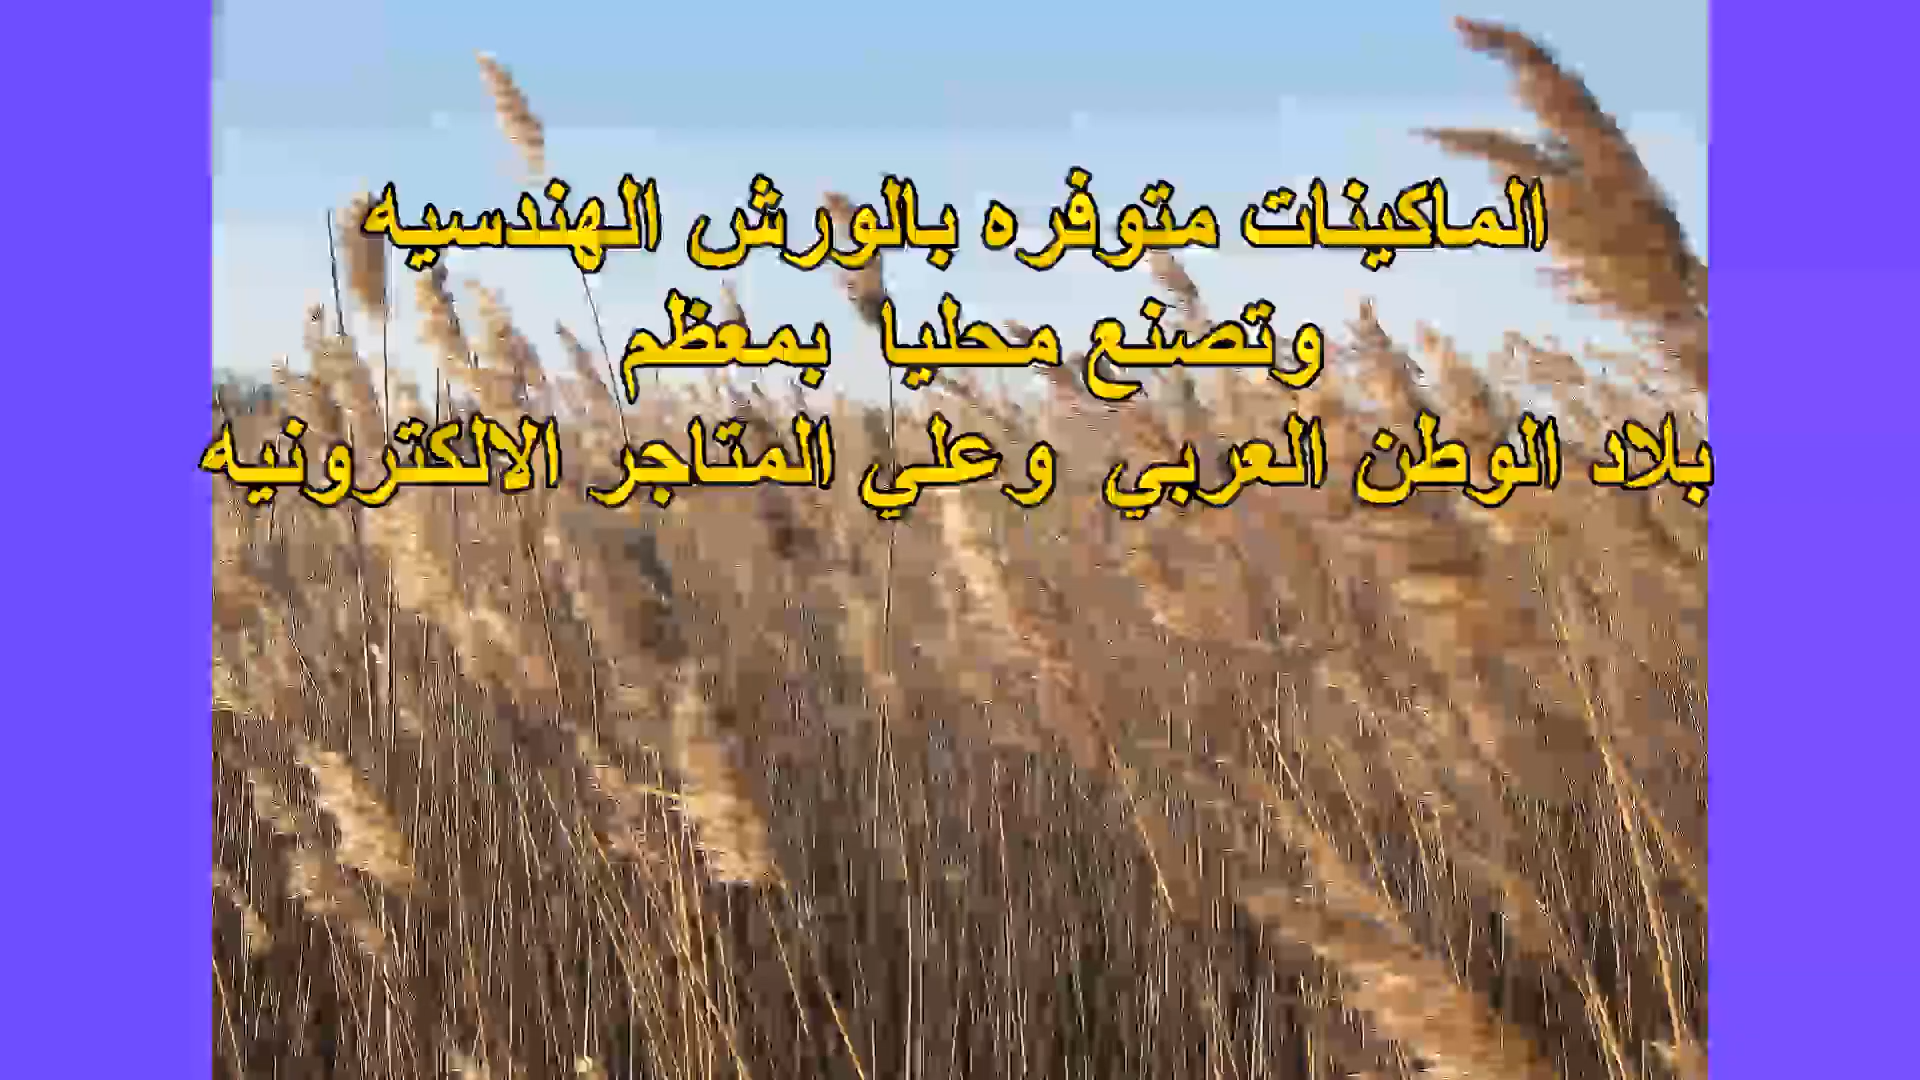 الماكينات متوفره بالورش الهندسيه
وتصنع محليا بمعظم
بلاد الوطن العربي وعلي المتاجر الالكترونيه